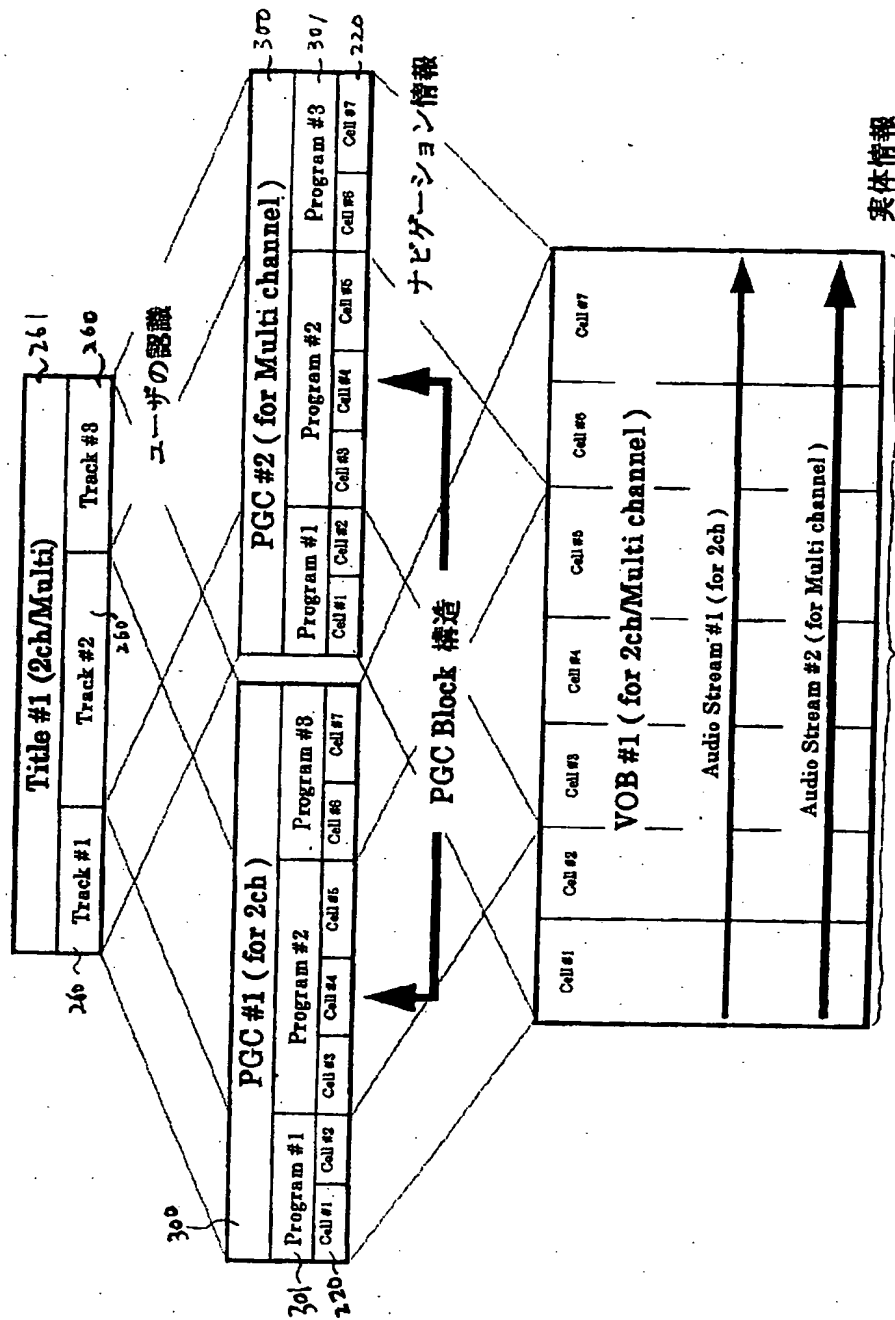 Title #1 (2ch/Multi)
261
260
Track #1
Track #2
Track #3
260
260
ユーザの認識
300
PGC #1 ( for 2ch )
PGC #2 ( for Multi channel )
300
301
Program #1
Program #2
Program #3
Program #1
Program #2
Program #3
301
220
Cell #1
Cell #2
Cell #3
Cell #4
Cell #5
Cell #6
Cell #7
Cell #1
Cell #2
Cell #3
Cell #4
Cell #5
Cell #6
Cell #7
220
PGC Block 構造
ナビゲーション情報
Cell #1
Cell #2
Cell #3
Cell #4
Cell #5
Cell #6
Cell #7
VOB #1 ( for 2ch/Multi channel )
Audio Stream #1 ( for 2ch )
Audio Stream #2 ( for Multi channel )
実体情報